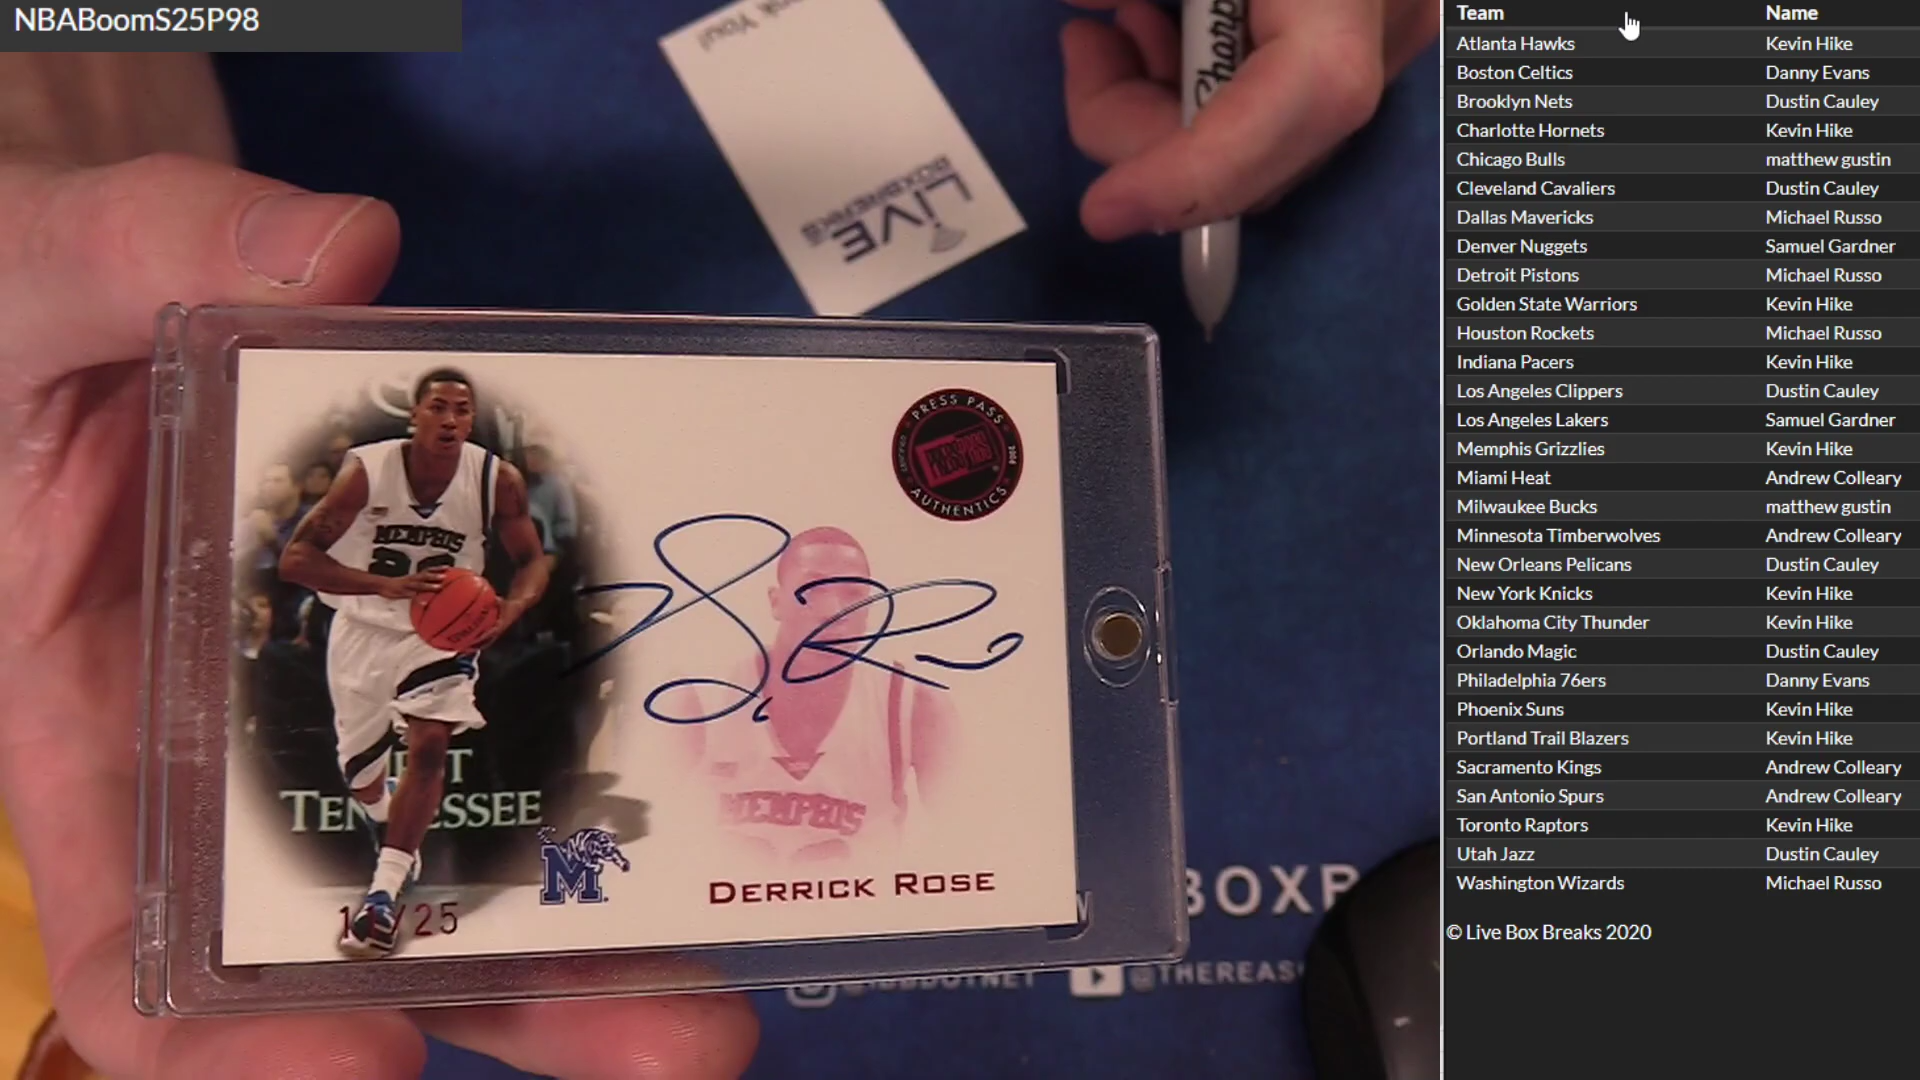 NBABoomS25P98
Thank You!
Sharpie
LIVE
BOXBREAKS
PRESS PASS
AUTHENTICS
MEMPHIS
TENNESSEE
MEMPHIS
M
DERRICK ROSE
/25
BOXB
@THEREAS
Team Name
Atlanta Hawks Kevin Hike
Boston Celtics Danny Evans
Brooklyn Nets Dustin Cauley
Charlotte Hornets Kevin Hike
Chicago Bulls matthew gustin
Cleveland Cavaliers Dustin Cauley
Dallas Mavericks Michael Russo
Denver Nuggets Samuel Gardner
Detroit Pistons Michael Russo
Golden State Warriors Kevin Hike
Houston Rockets Michael Russo
Indiana Pacers Kevin Hike
Los Angeles Clippers Dustin Cauley
Los Angeles Lakers Samuel Gardner
Memphis Grizzlies Kevin Hike
Miami Heat Andrew Colleary
Milwaukee Bucks matthew gustin
Minnesota Timberwolves Andrew Colleary
New Orleans Pelicans Dustin Cauley
New York Knicks Kevin Hike
Oklahoma City Thunder Kevin Hike
Orlando Magic Dustin Cauley
Philadelphia 76ers Danny Evans
Phoenix Suns Kevin Hike
Portland Trail Blazers Kevin Hike
Sacramento Kings Andrew Colleary
San Antonio Spurs Andrew Colleary
Toronto Raptors Kevin Hike
Utah Jazz Dustin Cauley
Washington Wizards Michael Russo
© Live Box Breaks 2020